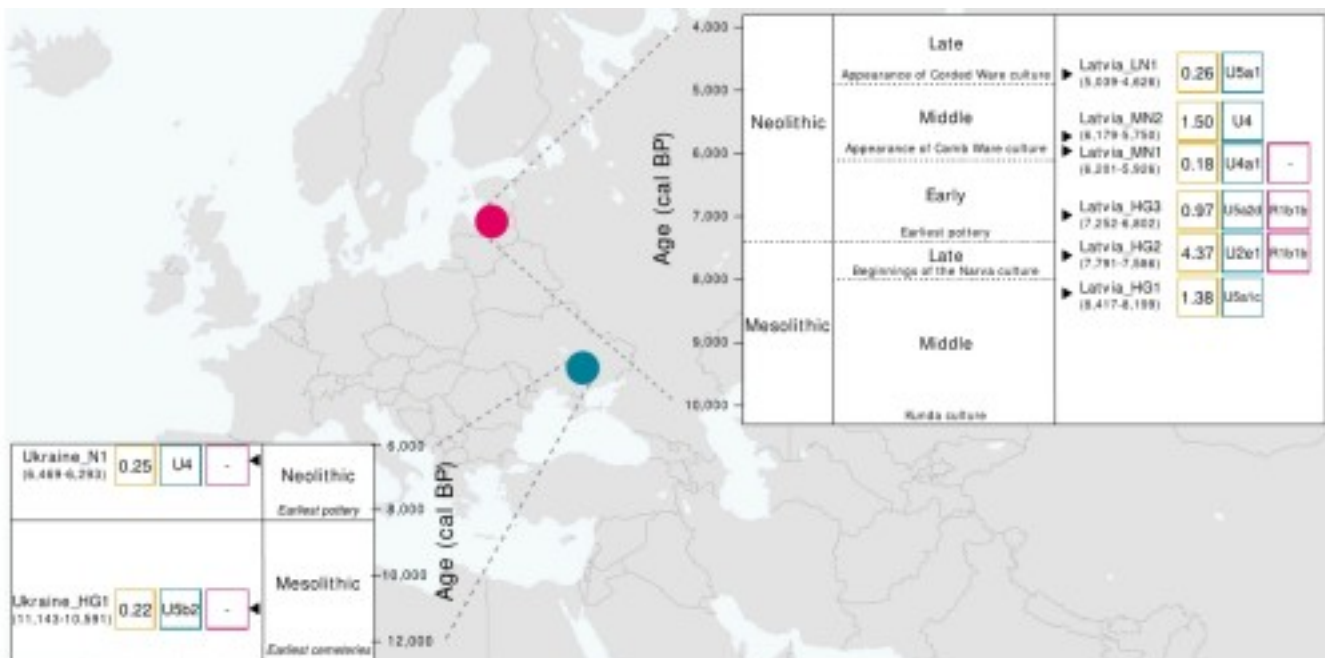 4,000
5,000
6,000
7,000
8,000
9,000
10,000
Age (cal BP)
Neolithic
Mesolithic
Late
Appearance of Corded Ware culture
Middle
Appearance of Comb Ware culture
Early
Earliest pottery
Late
Beginnings of the Narva culture
Middle
Kunda culture
Latvia_LN1 0.26 U5a1
(5,039-4,626)
Latvia_MN2 1.50 U4
(6,179-5,750)
Latvia_MN1 0.18 U4a1 -
(6,201-5,926)
Latvia_HG3 0.97 U5a2d R1b1b
(7,252-6,802)
Latvia_HG2 4.37 U2e1 R1b1b
(7,791-7,586)
Latvia_HG1 1.38 U5a1c
(8,417-8,199)
Ukraine_N1 0.25 U4 -
(6,469-6,293)
Neolithic
Earliest pottery
Ukraine_HG1 0.22 U5b2 -
(11,143-10,591)
Mesolithic
Earliest cemeteries
6,000
8,000
10,000
12,000
Age (cal BP)